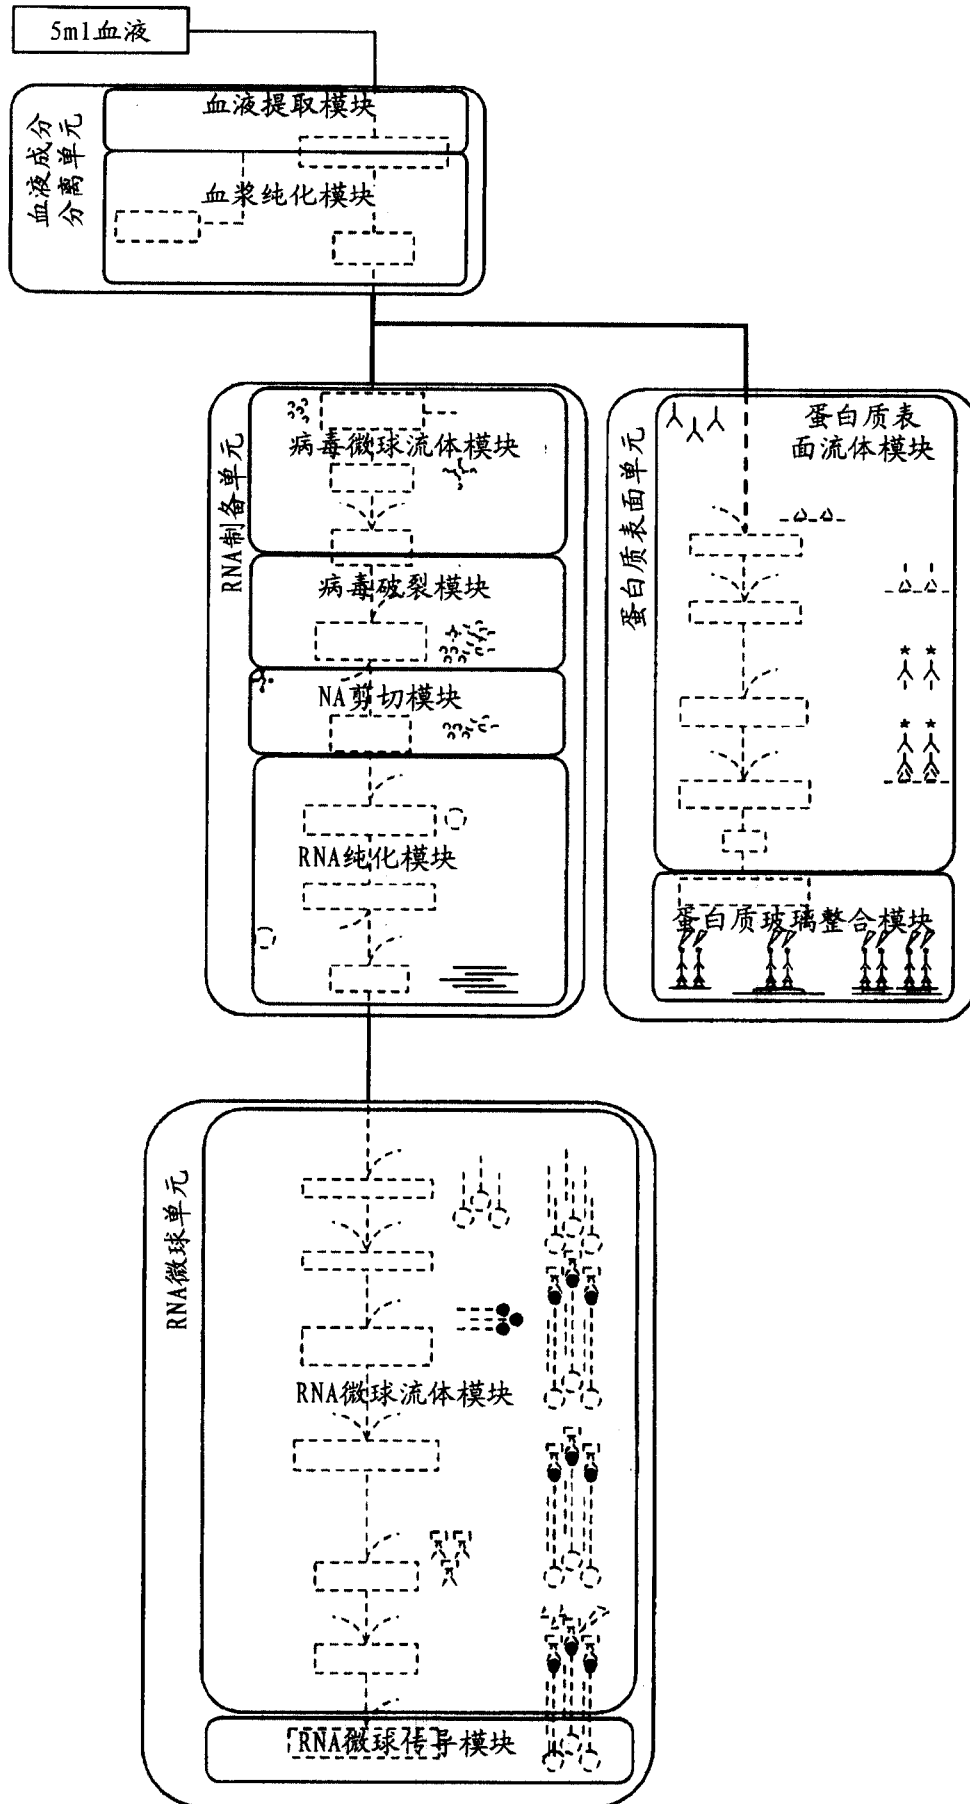 5ml血液
血液成分
分离单元
血液提取模块
血浆纯化模块
RNA制备单元
病毒微球流体模块
病毒破裂模块
NA剪切模块
RNA纯化模块
蛋白质表面单元
蛋白质表
面流体模块
蛋白质玻璃整合模块
RNA微球单元
RNA微球流体模块
RNA微球传导模块